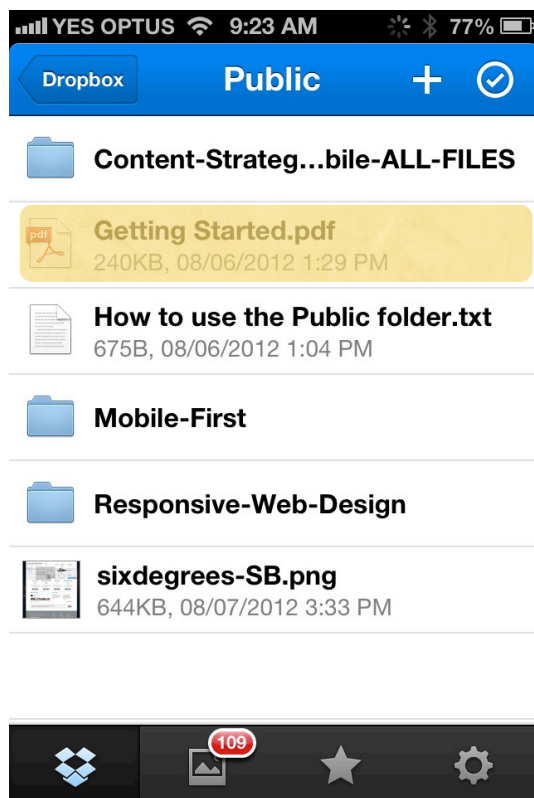 YES OPTUS 9:23 AM 77%
Dropbox Public
Content-Strateg...bile-ALL-FILES
pdf Getting Started.pdf
240KB, 08/06/2012 1:29 PM
How to use the Public folder.txt
675B, 08/06/2012 1:04 PM
Mobile-First
Responsive-Web-Design
sixdegrees-SB.png
644KB, 08/07/2012 3:33 PM
109